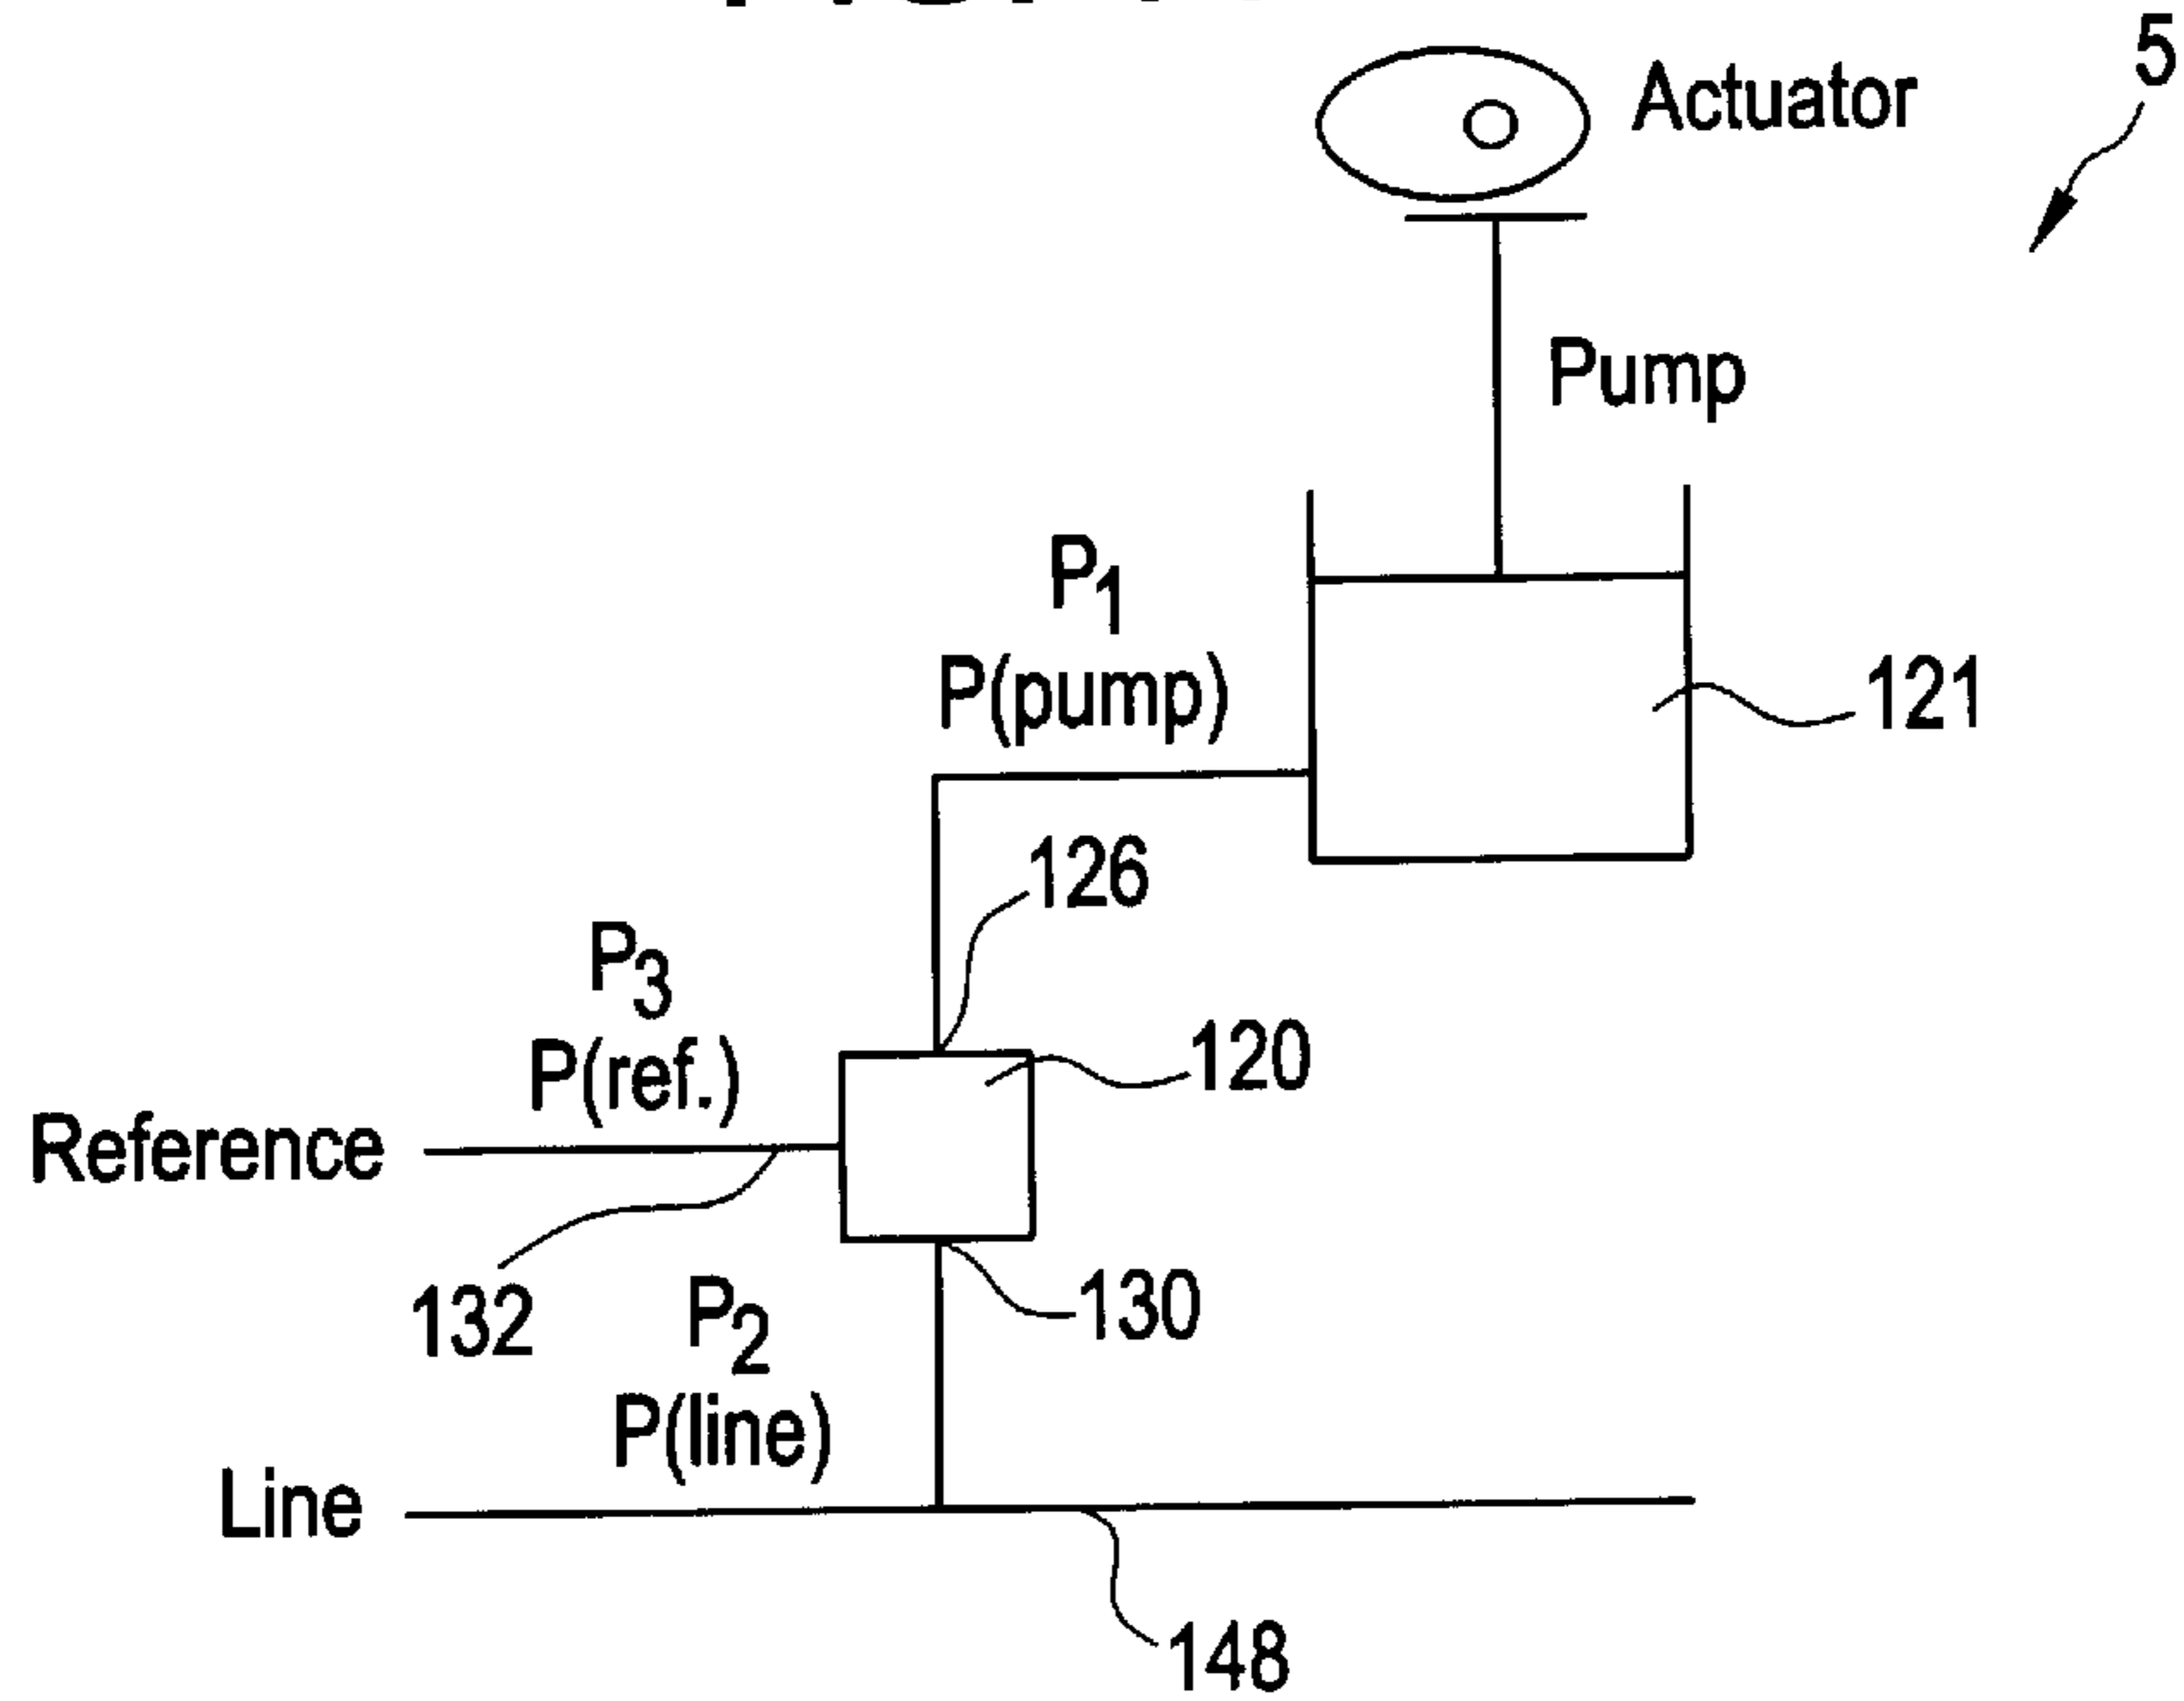 5
Actuator
Pump
P1
P(pump)
121
126
P3
P(ref.)
120
Reference
132
130
P2
P(line)
Line
148